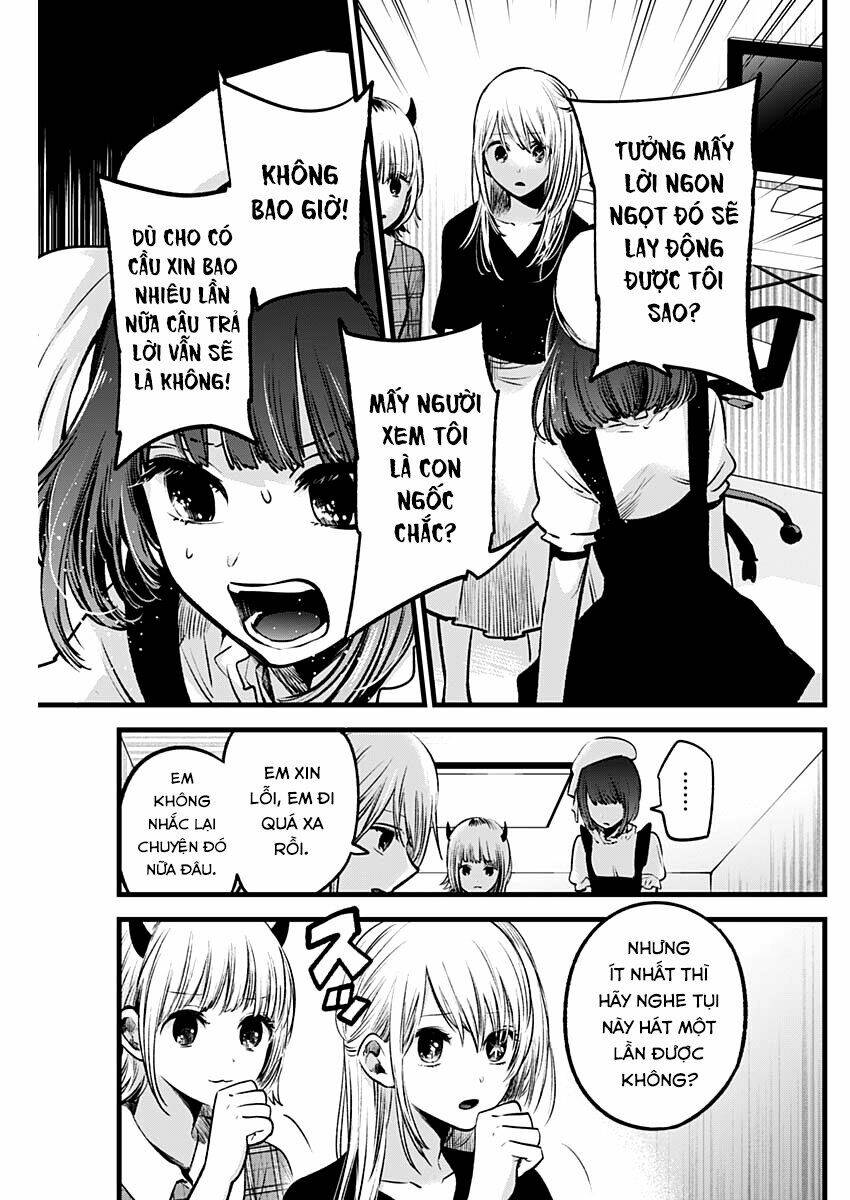 TƯỞNG MẤY
LỜI NGON
NGỌT ĐÓ SẼ
LAY ĐỘNG
ĐƯỢC TÔI
SAO?
MẤY NGƯỜI
XEM TÔI
LÀ CON
NGỐC
CHẮC?
KHÔNG
BAO GIỜ!
DÙ CHO CÓ
CẦU XIN BAO
NHIÊU LẦN
NỮA CÂU TRẢ
LỜI VẪN SẼ
LÀ KHÔNG!
......
EM XIN
LỖI, EM ĐI
QUÁ XA
RỒI.
EM
KHÔNG
NHẮC LẠI
CHUYỆN ĐÓ
NỮA ĐÂU.
NHƯNG
ÍT NHẤT THÌ
HÃY NGHE TỤI
NÀY HÁT MỘT
LẦN ĐƯỢC
KHÔNG?
ズッ